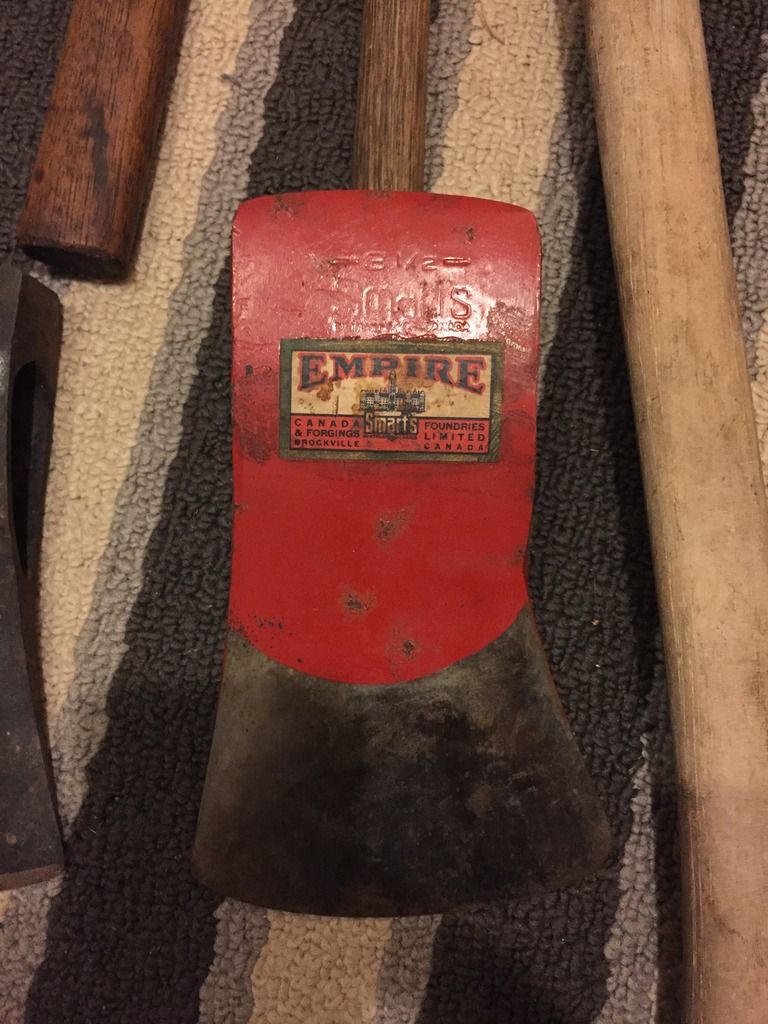 3 1/2
Smarts
EMPIRE
Smart's
CANADA FOUNDRIES
& FORGINGS LIMITED
BROCKVILLE CANADA